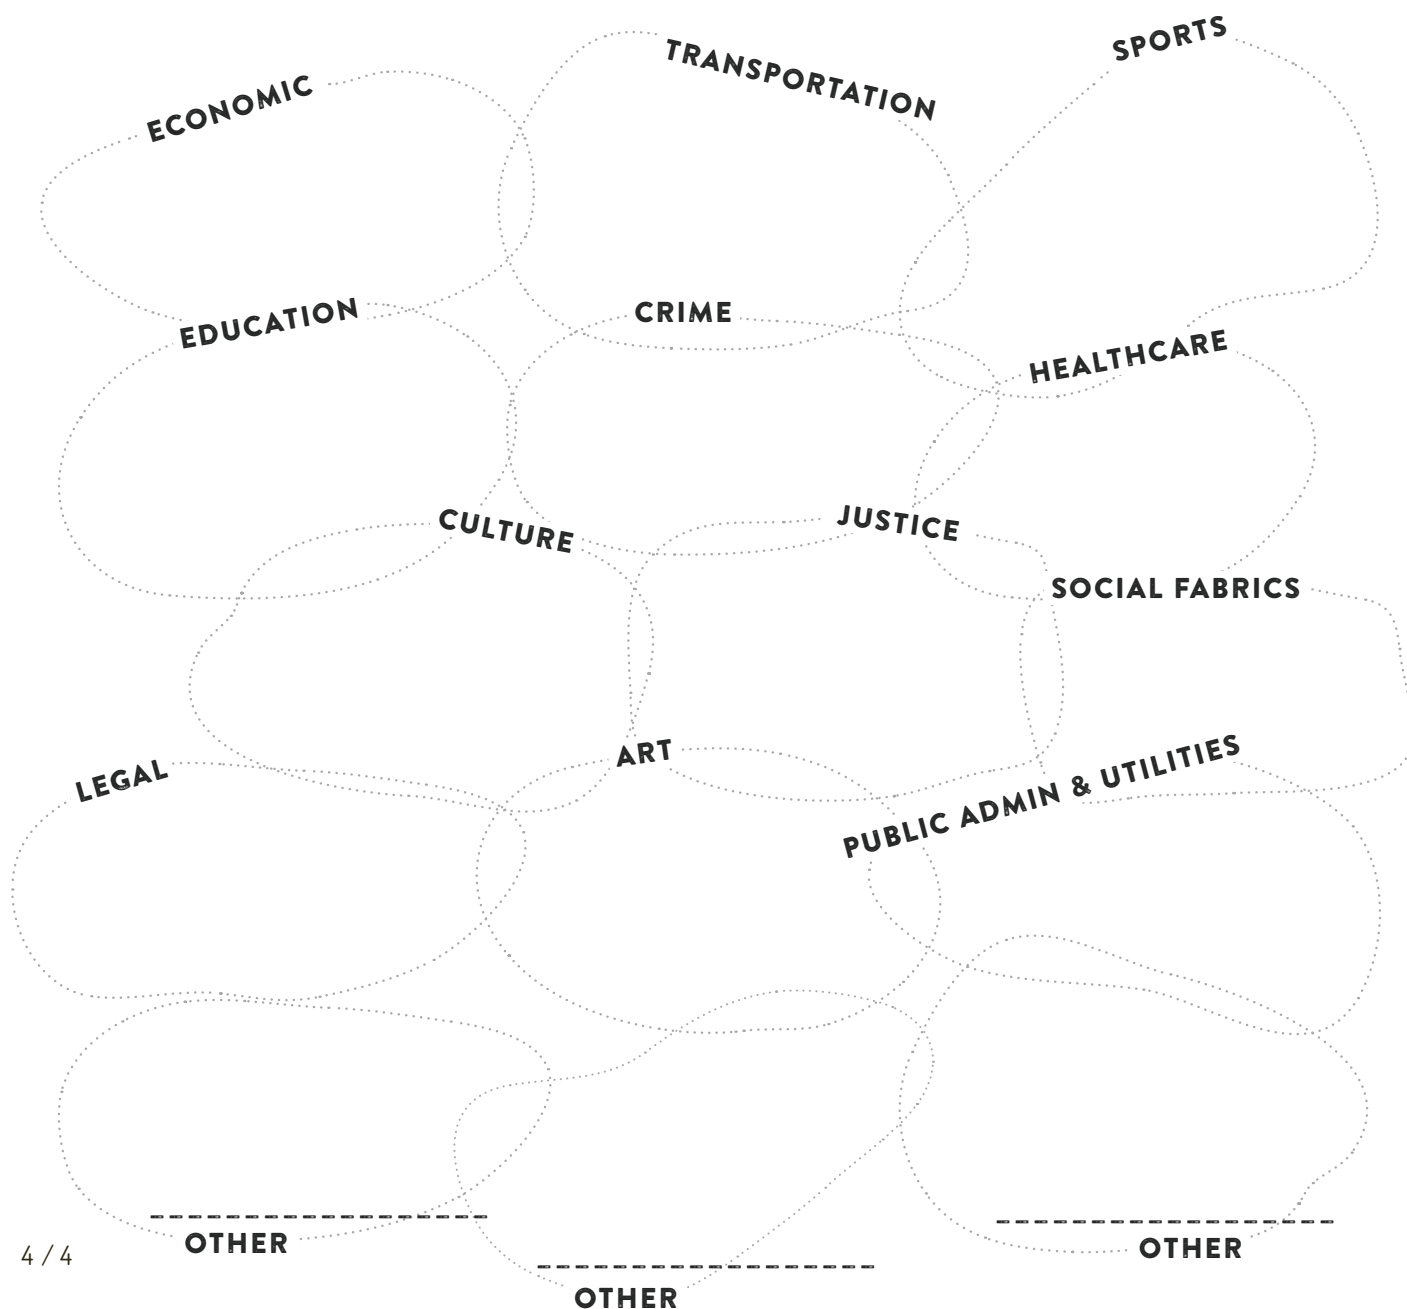 SPORTS
TRANSPORTATION
ECONOMIC
EDUCATION
CRIME
HEALTHCARE
CULTURE
JUSTICE
SOCIAL FABRICS
ART
LEGAL
PUBLIC ADMIN & UTILITIES
OTHER
OTHER
OTHER
4/4